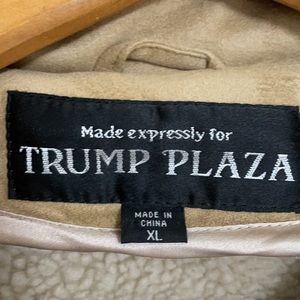 Made expressly for
TRUMP PLAZA
MADE IN
CHINA
XL